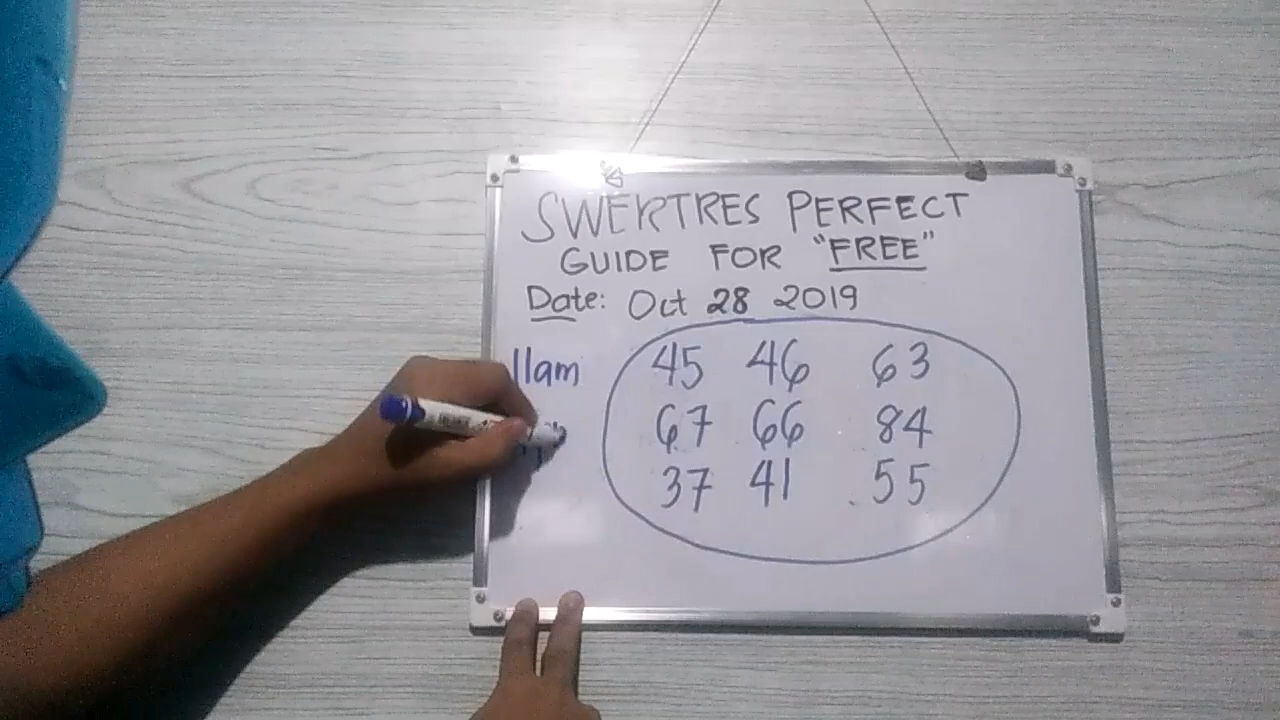 SWERTRES PERFECT
GUIDE FOR "FREE"
Date: Oct 28 2019
11am 45 46 63
67 66 84
37 41 55